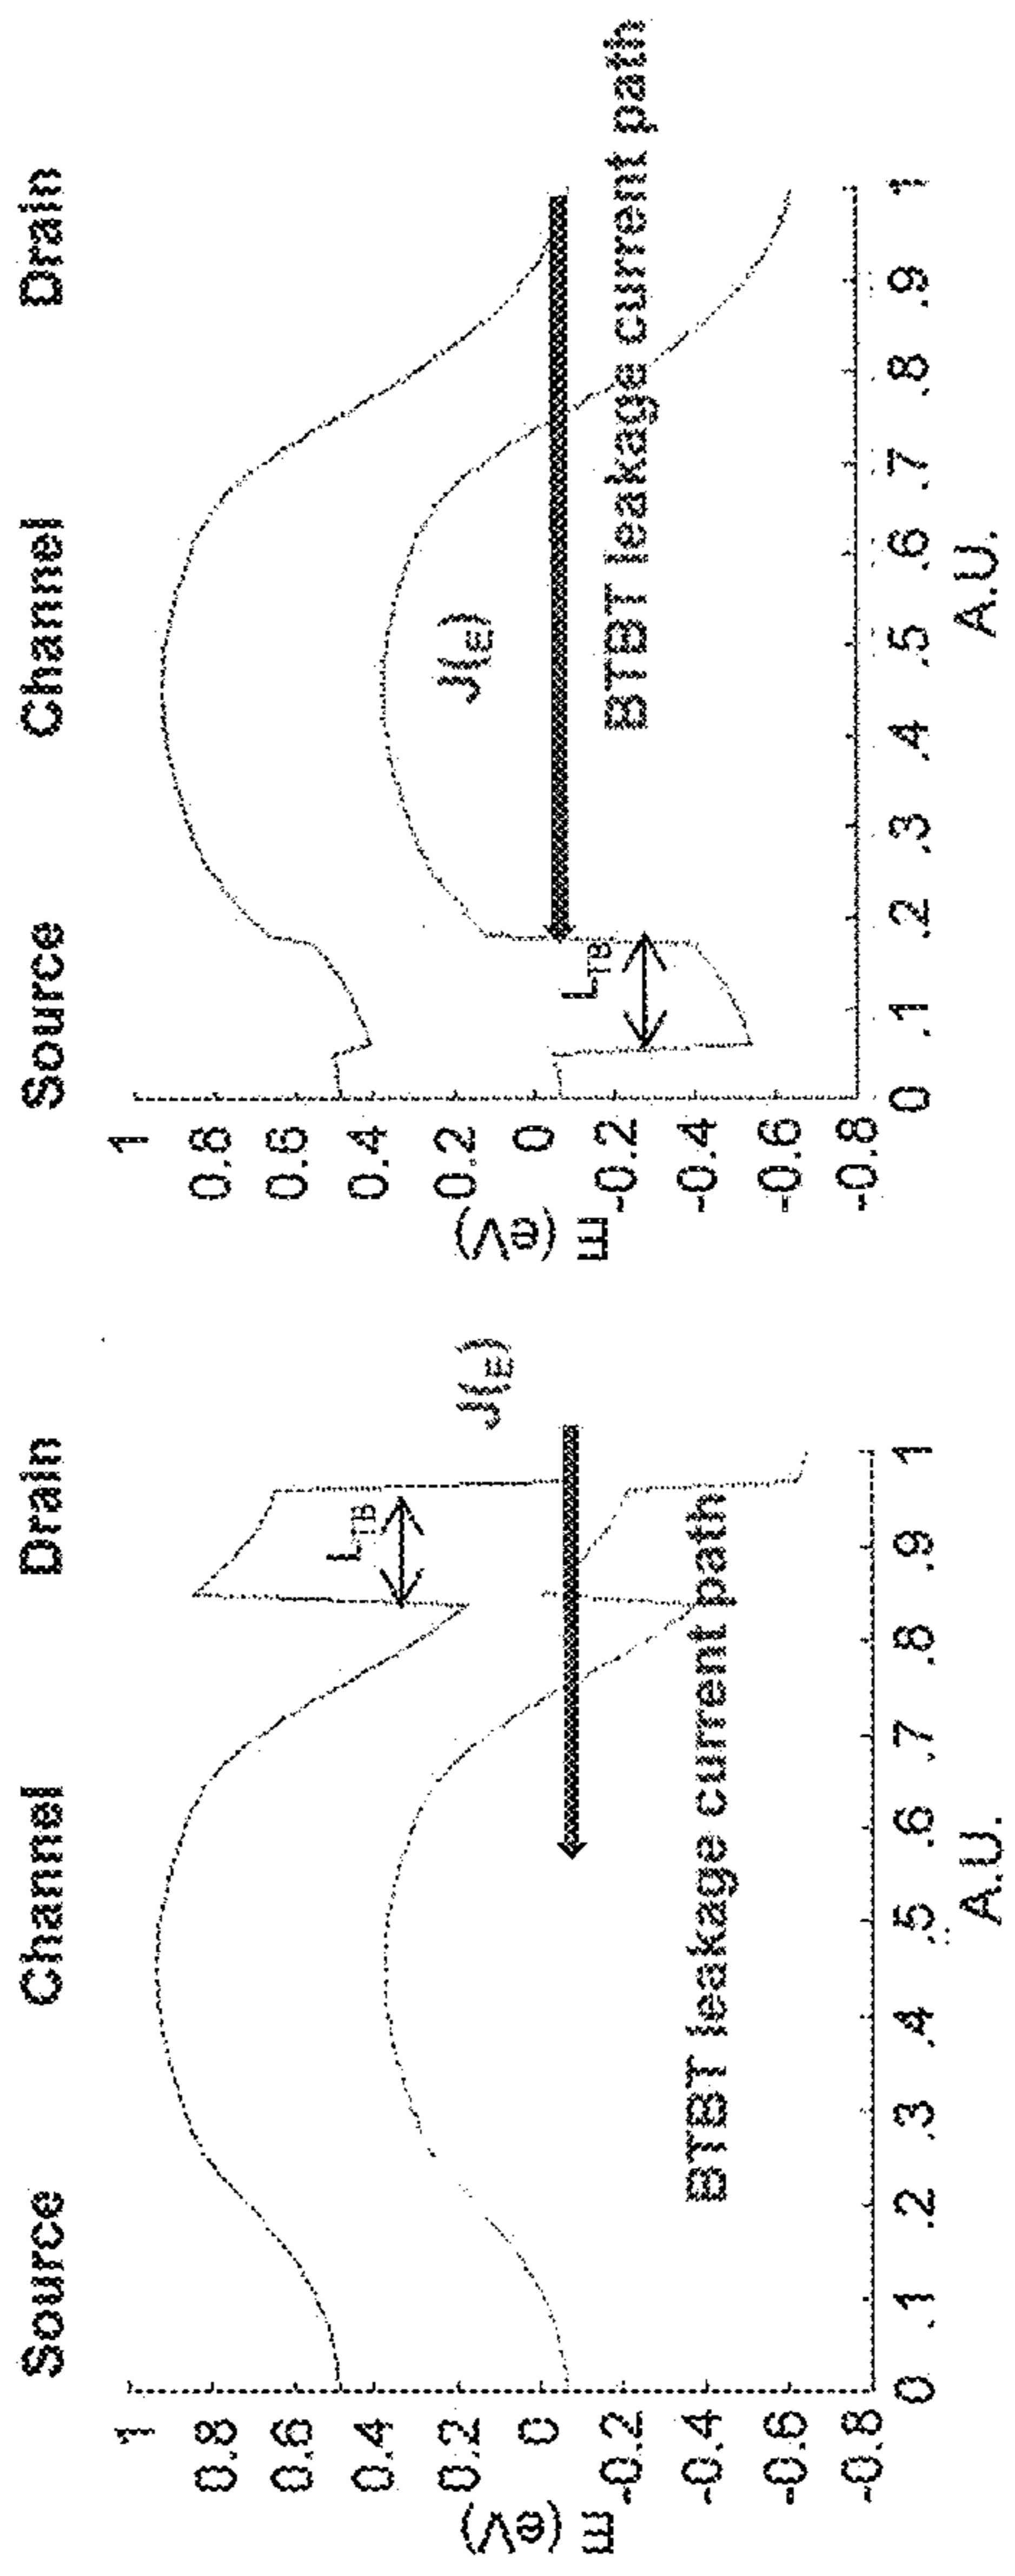 Source Channel Drain
1
0.8
0.6
0.4
0.2
0
-0.2
-0.4
-0.6
-0.8
E (eV)
LTB
J(E)
BTBT leakage current path
0 .1 .2 .3 .4 .5 .6 .7 .8 .9 1
A.U.
Source Channel Drain
1
0.8
0.6
0.4
0.2
0
-0.2
-0.4
-0.6
-0.8
E (eV)
J(E)
LTB
BTBT leakage current path
0 .1 .2 .3 .4 .5 .6 .7 .8 .9 1
A.U.